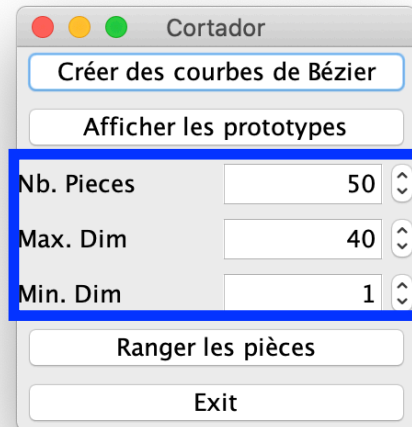 Cortador
Créer des courbes de Bézier
Afficher les prototypes
Nb. Pieces 50
Max. Dim 40
Min. Dim 1
Ranger les pièces
Exit